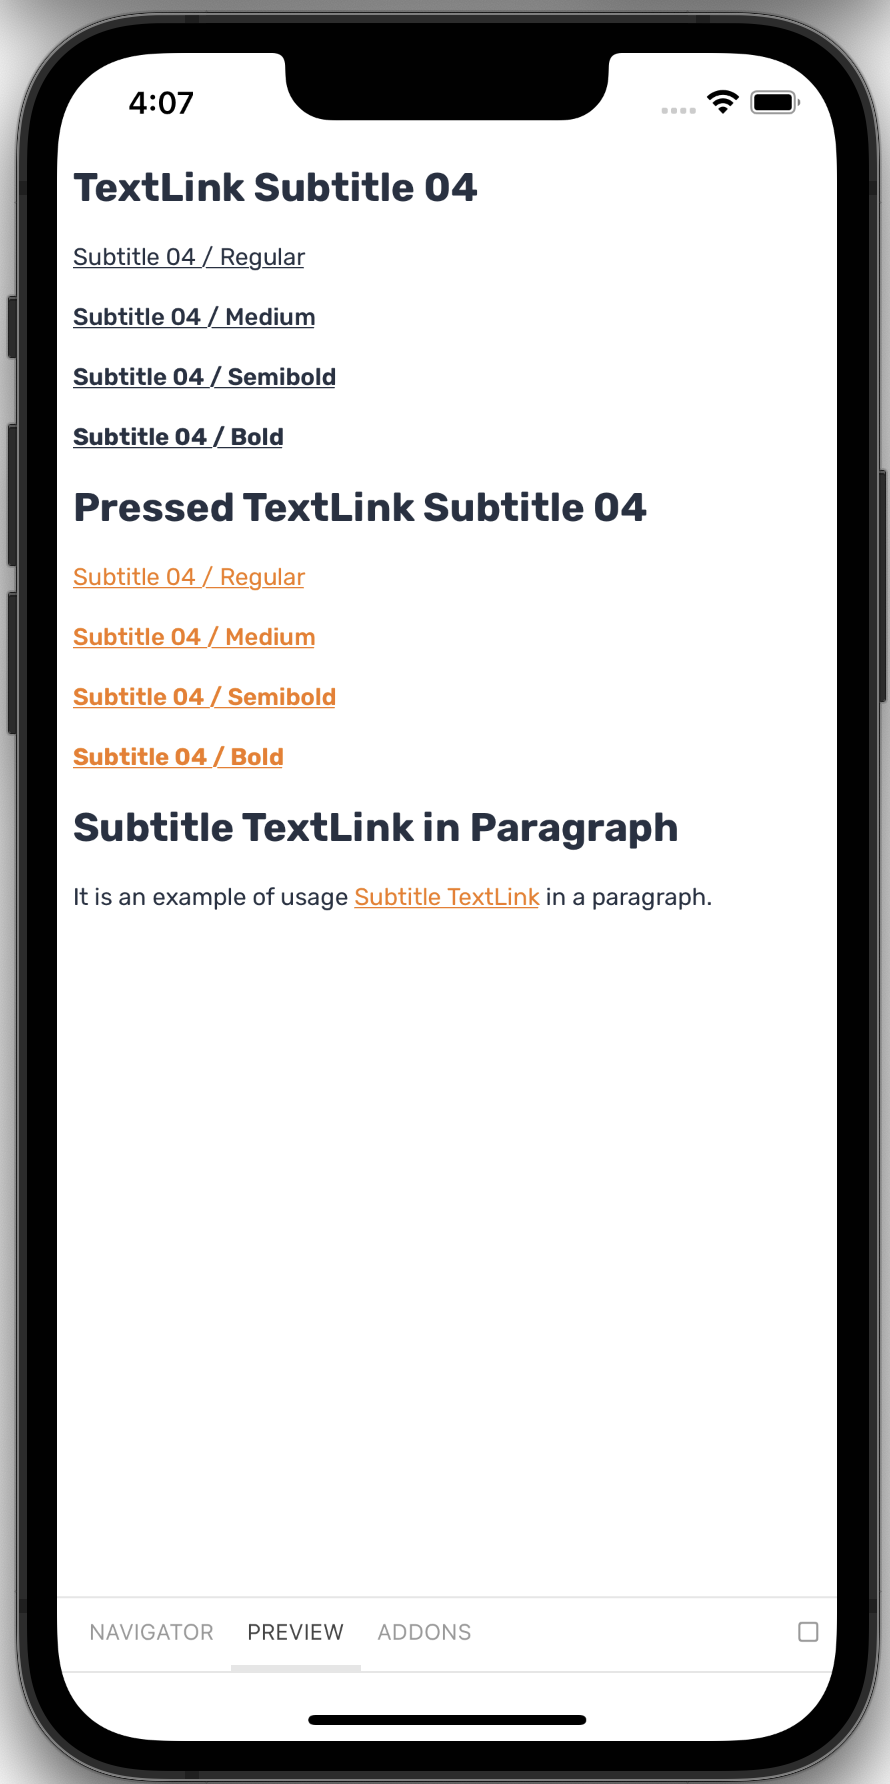 4:07
TextLink Subtitle 04
Subtitle 04 / Regular
Subtitle 04 / Medium
Subtitle 04 / Semibold
Subtitle 04 / Bold
Pressed TextLink Subtitle 04
Subtitle 04 / Regular
Subtitle 04 / Medium
Subtitle 04 / Semibold
Subtitle 04 / Bold
Subtitle TextLink in Paragraph
It is an example of usage Subtitle TextLink in a paragraph.
NAVIGATOR PREVIEW ADDONS